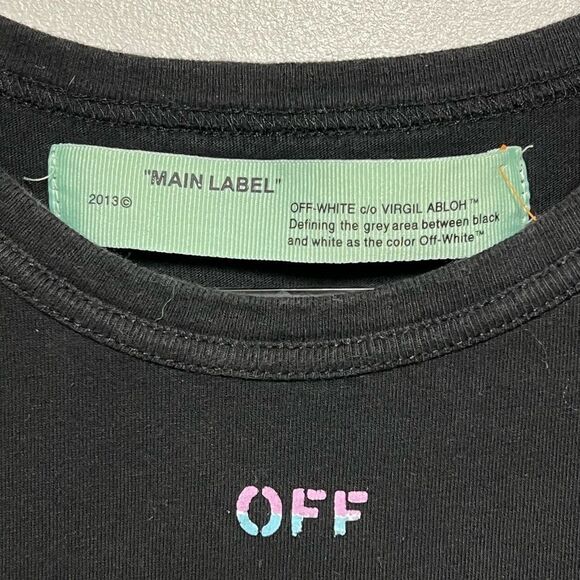 "MAIN LABEL"
2013©
OFF-WHITE c/o VIRGIL ABLOH™
Defining the grey area between black
and white as the color Off-White™
OFF